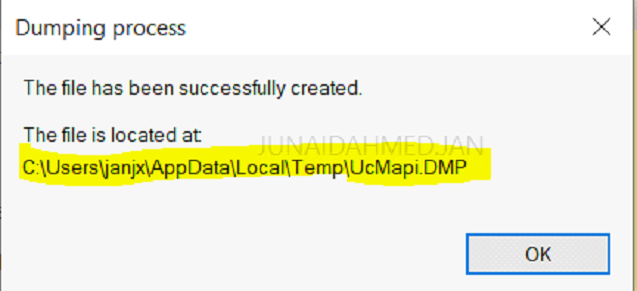 Dumping process
The file has been successfully created.
The file is located at:
JUNAIDAHMEDJAN
C:\Users\janjx\AppData\Local\Temp\UcMapi.DMP
OK